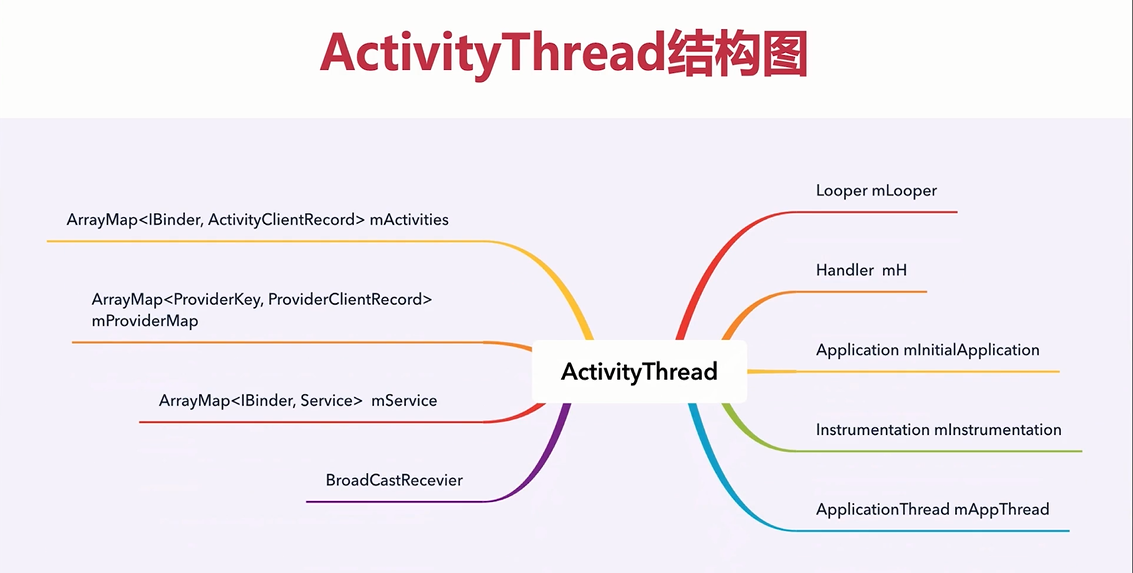 ActivityThread结构图
ArrayMap<IBinder, ActivityClientRecord> mActivities
ArrayMap<ProviderKey, ProviderClientRecord>
mProviderMap
ArrayMap<IBinder, Service>  mService
BroadCastRecevier
ActivityThread
Looper mLooper
Handler  mH
Application mInitialApplication
Instrumentation mInstrumentation
ApplicationThread mAppThread